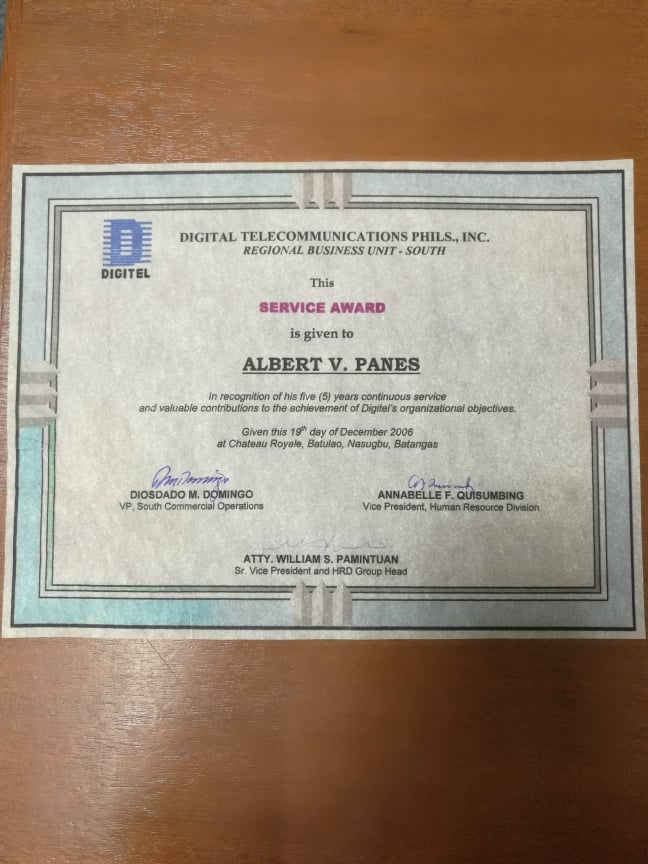 DIGITEL
DIGITAL TELECOMMUNICATIONS PHILS., INC.
REGIONAL BUSINESS UNIT - SOUTH
This
SERVICE AWARD
is given to
ALBERT V. PANES
In recognition of his five (5) years continuous service
and valuable contributions to the achievement of Digitel's organizational objectives.
Given this 19th day of December 2006
at Chateau Royale, Batulao, Nasugbu, Batangas
DIOSDADO M. DOMINGO
VP, South Commercial Operations
ANNABELLE F. QUISUMBING
Vice President, Human Resource Division
ATTY. WILLIAM S. PAMINTUAN
Sr. Vice President and HRD Group Head